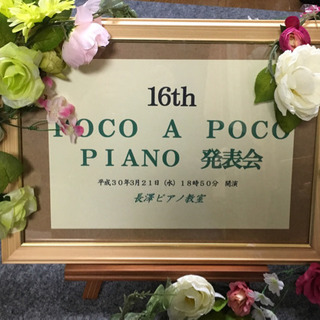 16th
POCO A POCO
PIANO 発表会
平成30年3月21日(水)18時50分 開演
長澤ピアノ教室